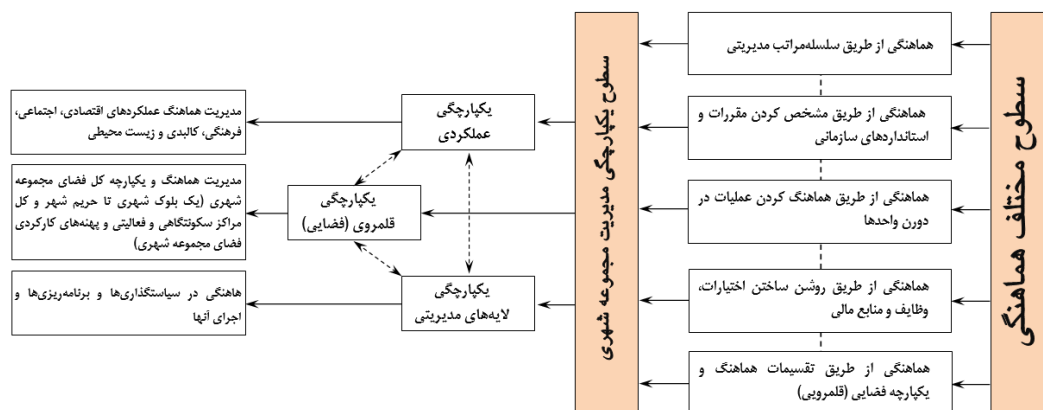 سطوح مختلف هماهنگی
هماهنگی از طریق سلسله‌مراتب مدیریتی
هماهنگی از طریق مشخص کردن مقررات و
استانداردهای سازمانی
هماهنگی از طریق هماهنگ کردن عملیات در
دورن واحدها
هماهنگی از طریق روشن ساختن اختیارات،
وظایف و منابع مالی
هماهنگی از طریق تقسیمات هماهنگ و
یکپارچه فضایی (قلمرویی)
سطوح یکپارچگی مدیریت مجموعه شهری
یکپارچگی
عملکردی
یکپارچگی
قلمروی (فضایی)
یکپارچگی
لایه‌های مدیریتی
مدیریت هماهنگ عملکردهای اقتصادی، اجتماعی،
فرهنگی، کالبدی و زیست محیطی
مدیریت هماهنگ و یکپارچه کل فضای مجموعه
شهری (یک بلوک شهری تا حریم شهر و کل
مراکز سکونتگاهی و فعالیتی و پهنه‌های کارکردی
فضای مجموعه شهری)
هاهنگی در سیاستگذاری‌ها و برنامه‌ریزی‌ها و
اجرای آنها